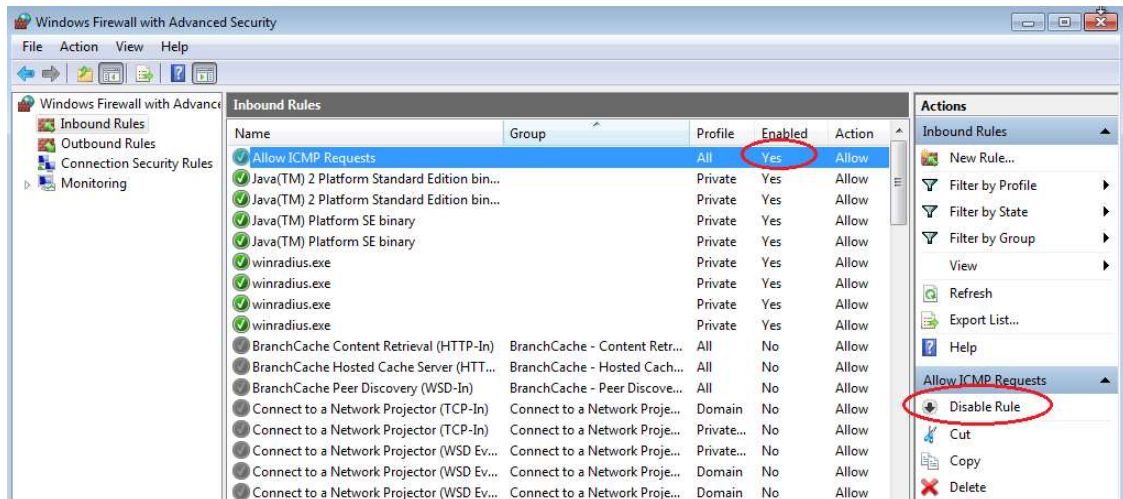 Windows Firewall with Advanced Security
File Action View Help
Windows Firewall with Advance
Inbound Rules
Outbound Rules
Connection Security Rules
Monitoring
Inbound Rules
Name Group Profile Enabled Action
Allow ICMP Requests All Yes Allow
Java(TM) 2 Platform Standard Edition bin... Private Yes Allow
Java(TM) 2 Platform Standard Edition bin... Private Yes Allow
Java(TM) Platform SE binary Private Yes Allow
Java(TM) Platform SE binary Private Yes Allow
winradius.exe Private Yes Allow
winradius.exe Private Yes Allow
winradius.exe Private Yes Allow
winradius.exe Private Yes Allow
BranchCache Content Retrieval (HTTP-In) BranchCache - Content Retr... All No Allow
BranchCache Hosted Cache Server (HTT... BranchCache - Hosted Cach... All No Allow
BranchCache Peer Discovery (WSD-In) BranchCache - Peer Discove... All No Allow
Connect to a Network Projector (TCP-In) Connect to a Network Proje... Domain No Allow
Connect to a Network Projector (TCP-In) Connect to a Network Proje... Private... No Allow
Connect to a Network Projector (WSD Ev... Connect to a Network Proje... Private... No Allow
Connect to a Network Projector (WSD Ev... Connect to a Network Proje... Domain No Allow
Connect to a Network Projector (WSD Ev... Connect to a Network Proje... Domain No Allow
Actions
Inbound Rules
New Rule...
Filter by Profile
Filter by State
Filter by Group
View
Refresh
Export List...
Help
Allow ICMP Requests
Disable Rule
Cut
Copy
Delete